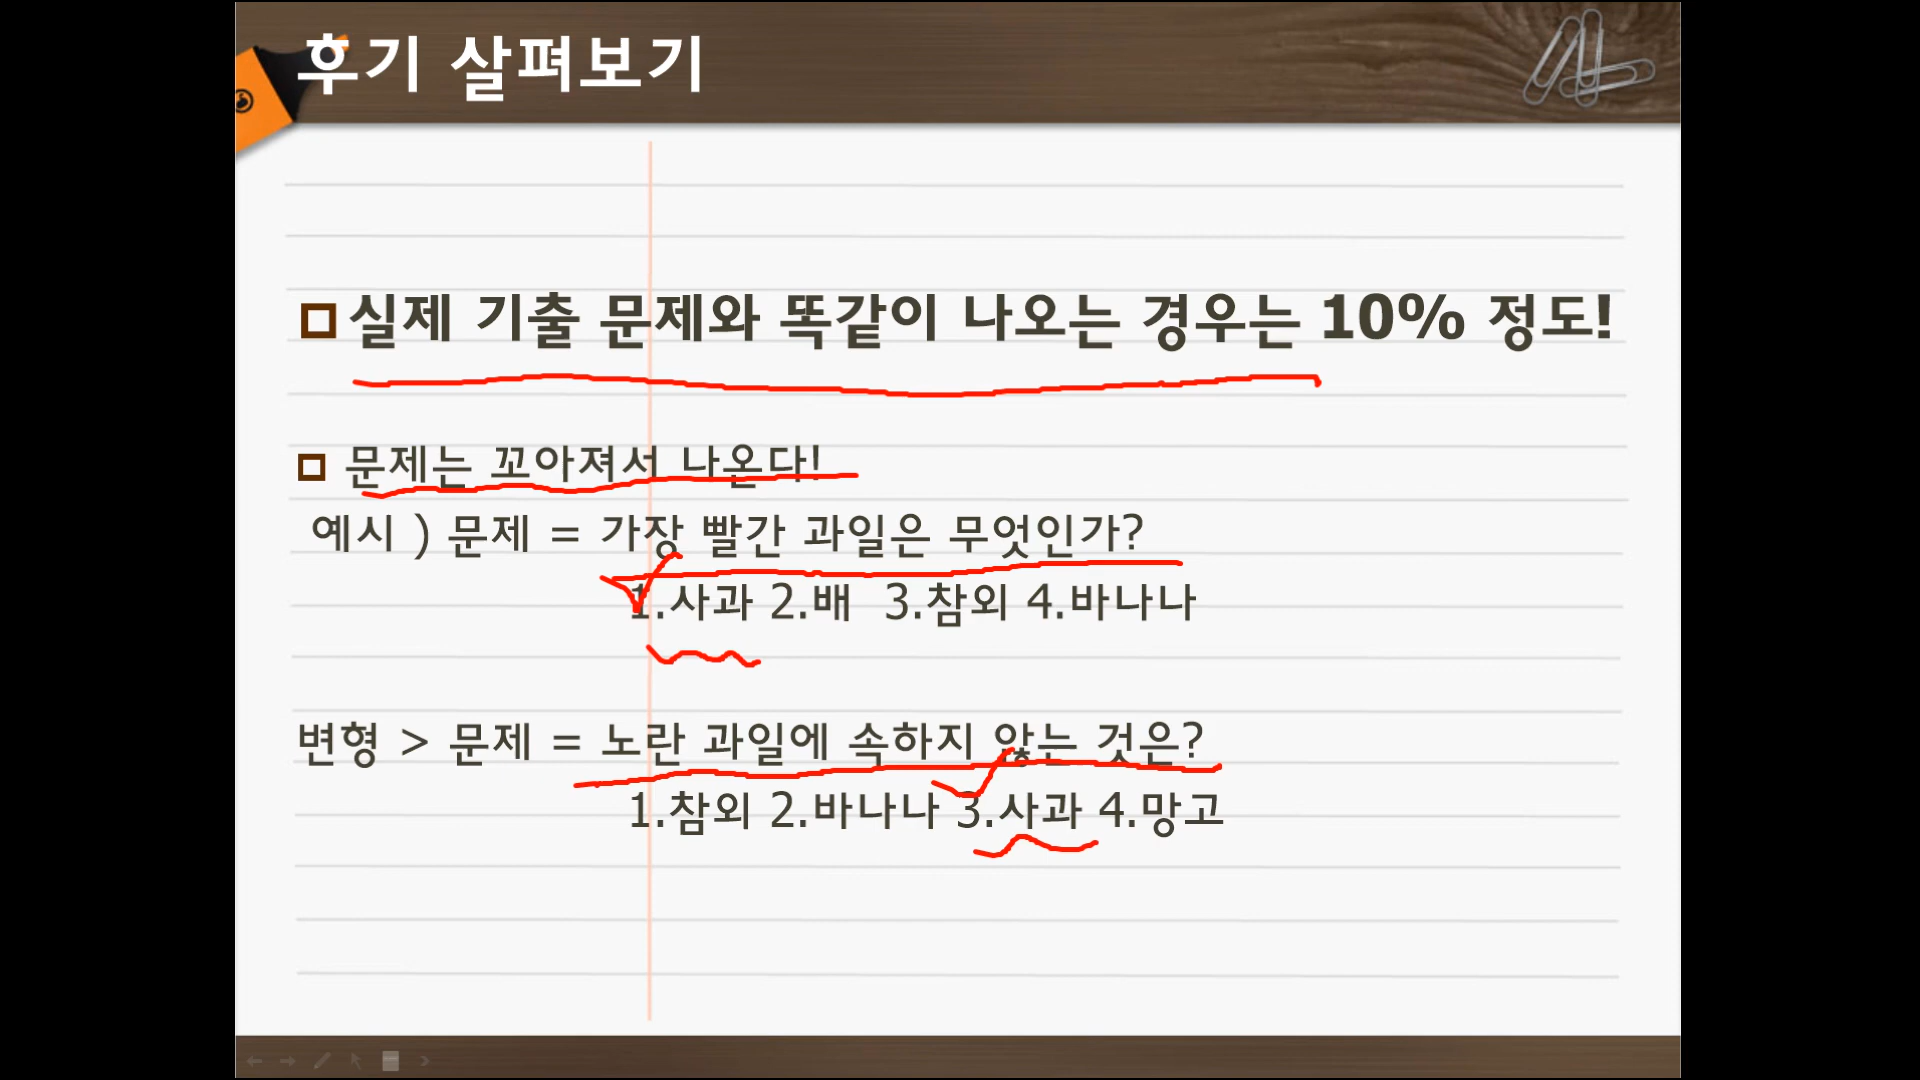 후기 살펴보기
실제 기출 문제와 똑같이 나오는 경우는 10% 정도!
문제는 꼬아져서 나온다!
예시 ) 문제 = 가장 빨간 과일은 무엇인가?
1.사과 2.배 3.참외 4.바나나
변형 > 문제 = 노란 과일에 속하지 않는 것은?
1.참외 2.바나나 3.사과 4.망고